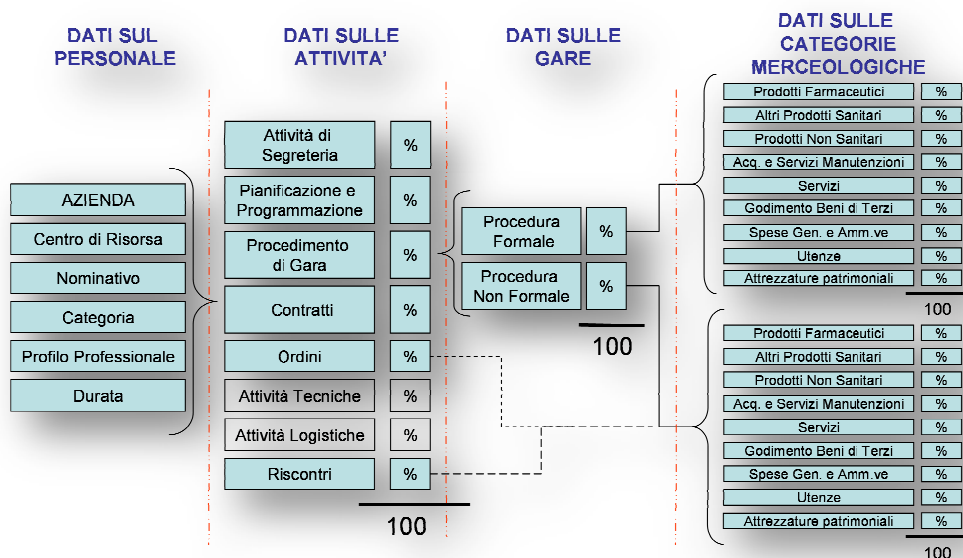 DATI SUL
PERSONALE
DATI SULLE
ATTIVITA'
DATI SULLE
GARE
DATI SULLE
CATEGORIE
MERCEOLOGICHE
AZIENDA
Centro di Risorsa
Nominativo
Categoria
Profilo Professionale
Durata
Attività di
Segreteria
%
Pianificazione e
Programmazione
%
Procedimento
di Gara
%
Contratti
%
Ordini
%
Attività Tecniche
%
Attività Logistiche
%
Riscontri
%
100
Procedura
Formale
%
Procedura
Non Formale
%
100
Prodotti Farmaceutici %
Altri Prodotti Sanitari %
Prodotti Non Sanitari %
Acq. e Servizi Manutenzioni %
Servizi %
Godimento Beni di Terzi %
Spese Gen. e Amm.ve %
Utenze %
Attrezzature patrimoniali %
100
Prodotti Farmaceutici %
Altri Prodotti Sanitari %
Prodotti Non Sanitari %
Acq. e Servizi Manutenzioni %
Servizi %
Godimento Beni di Terzi %
Spese Gen. e Amm.ve %
Utenze %
Attrezzature patrimoniali %
100